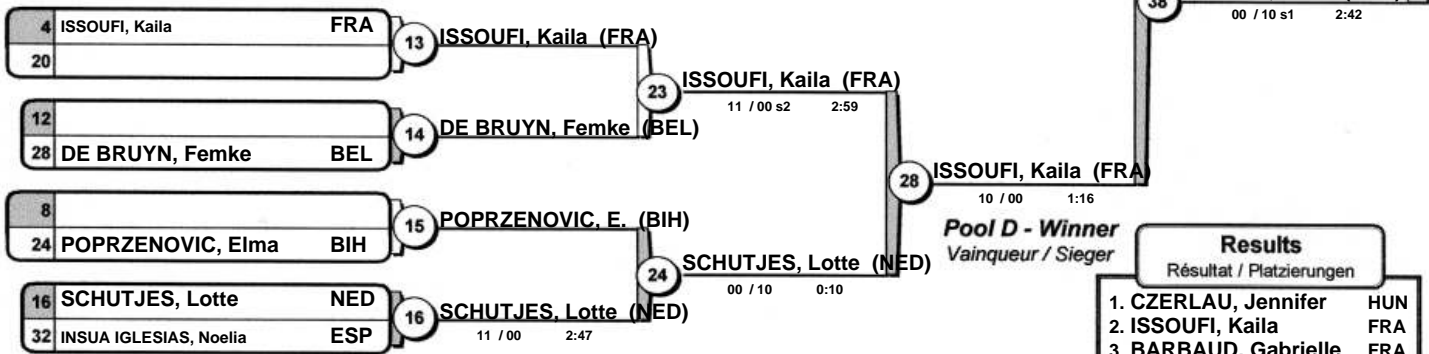 38
00 / 10 s1 2:42
4 ISSOUFI, Kaila FRA
20
13 ISSOUFI, Kaila (FRA)
12
28 DE BRUYN, Femke BEL
14 DE BRUYN, Femke (BEL)
23 ISSOUFI, Kaila (FRA)
11 / 00 s2 2:59
8
24 POPRZENOVIC, Elma BIH
15 POPRZENOVIC, E. (BIH)
16 SCHUTJES, Lotte NED
32 INSUA IGLESIAS, Noelia ESP
16 SCHUTJES, Lotte (NED)
11 / 00 2:47
24 SCHUTJES, Lotte (NED)
00 / 10 0:10
28 ISSOUFI, Kaila (FRA)
10 / 00 1:16
Pool D - Winner
Vainqueur / Sieger
Results
Résultat / Platzierungen
1. CZERLAU, Jennifer HUN
2. ISSOUFI, Kaila FRA
3. BARBAUD, Gabrielle FRA